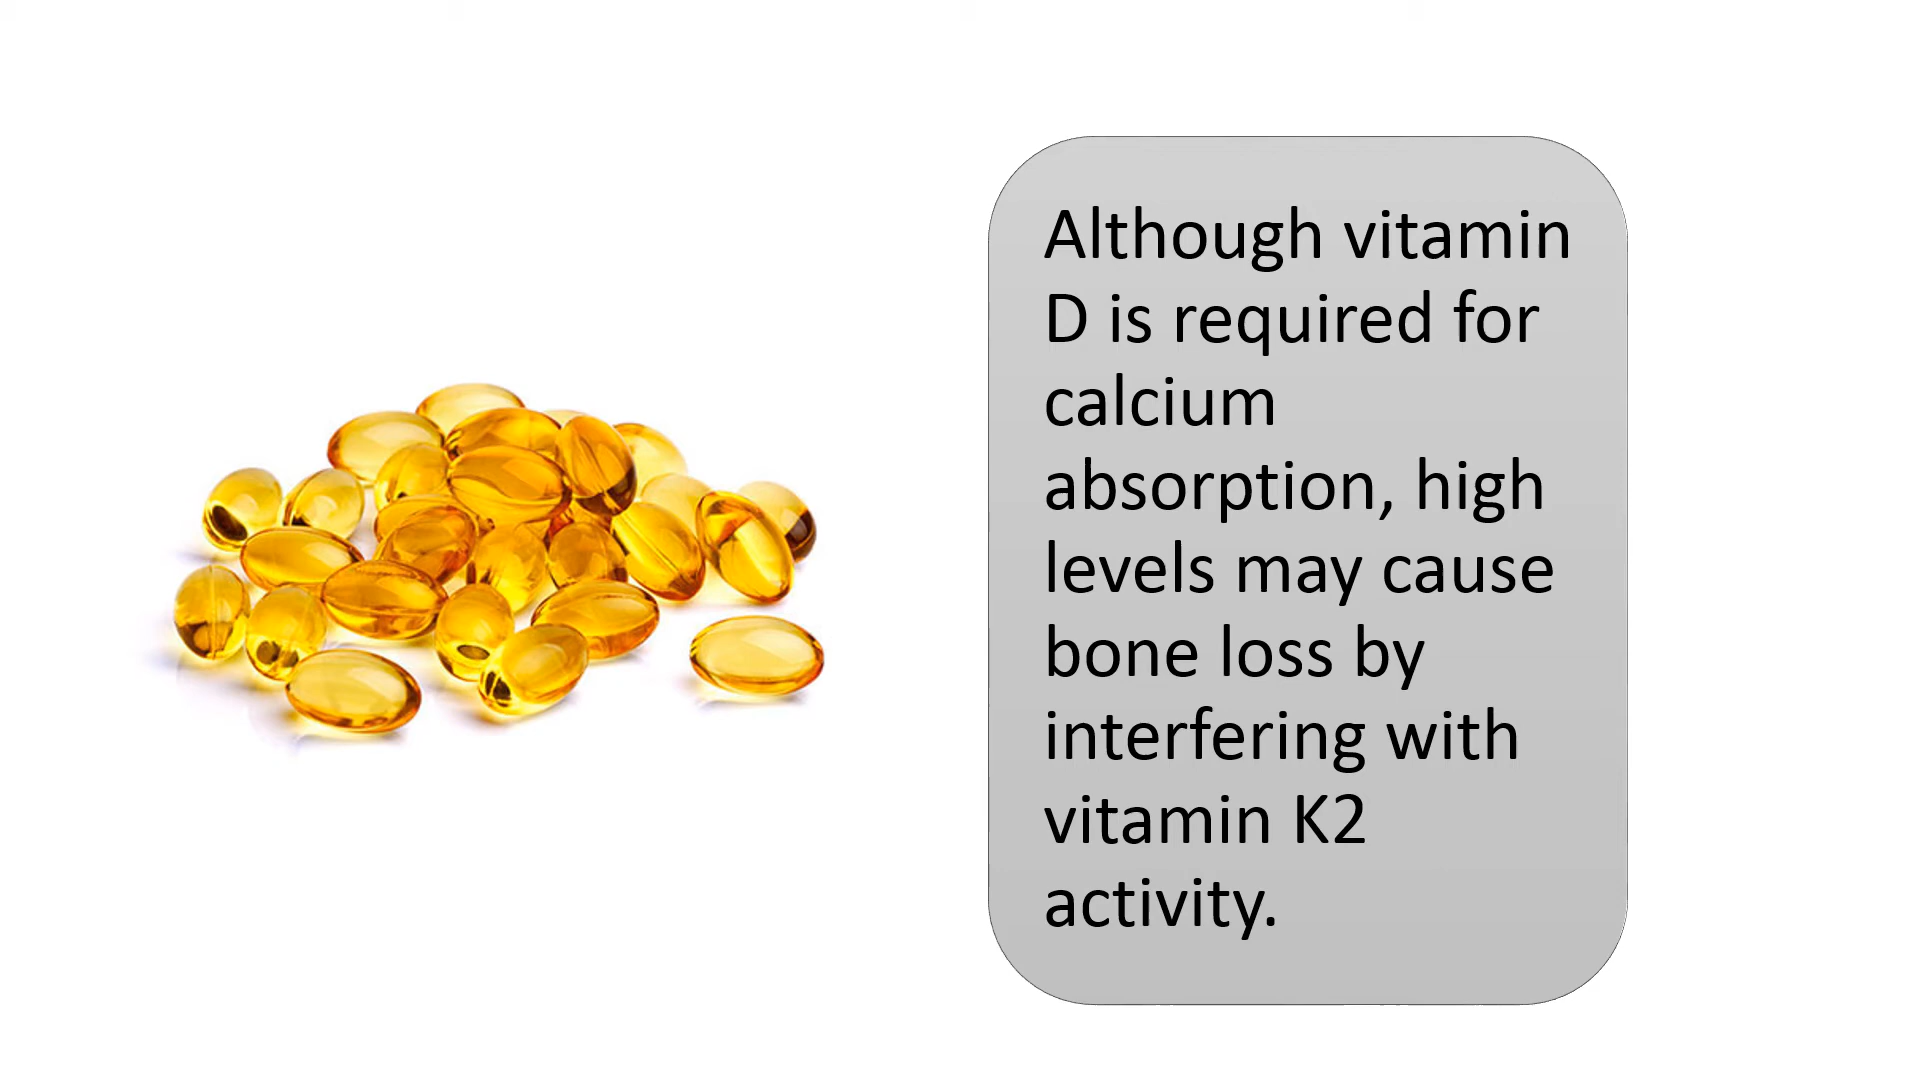 Although vitamin
D is required for
calcium
absorption, high
levels may cause
bone loss by
interfering with
vitamin K2
activity.